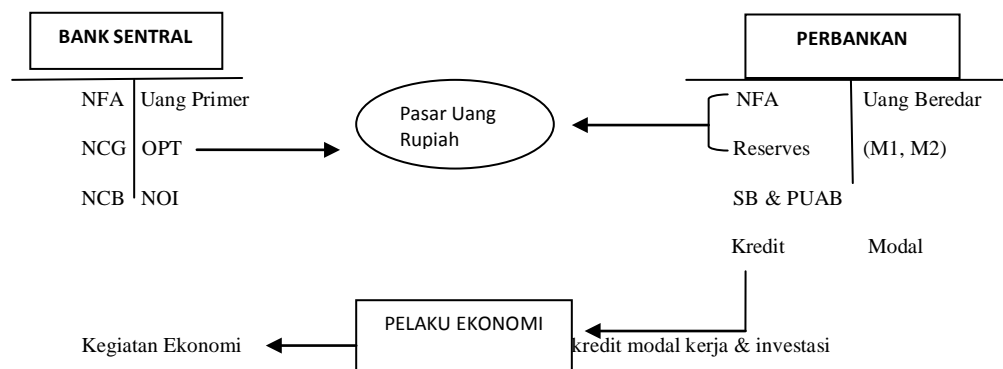 BANK SENTRAL
PERBANKAN
NFA Uang Primer
NCG OPT
NCB NOI
Pasar Uang
Rupiah
NFA Uang Beredar
Reserves (M1, M2)
SB & PUAB
Kredit Modal
PELAKU EKONOMI
Kegiatan Ekonomi
kredit modal kerja & investasi